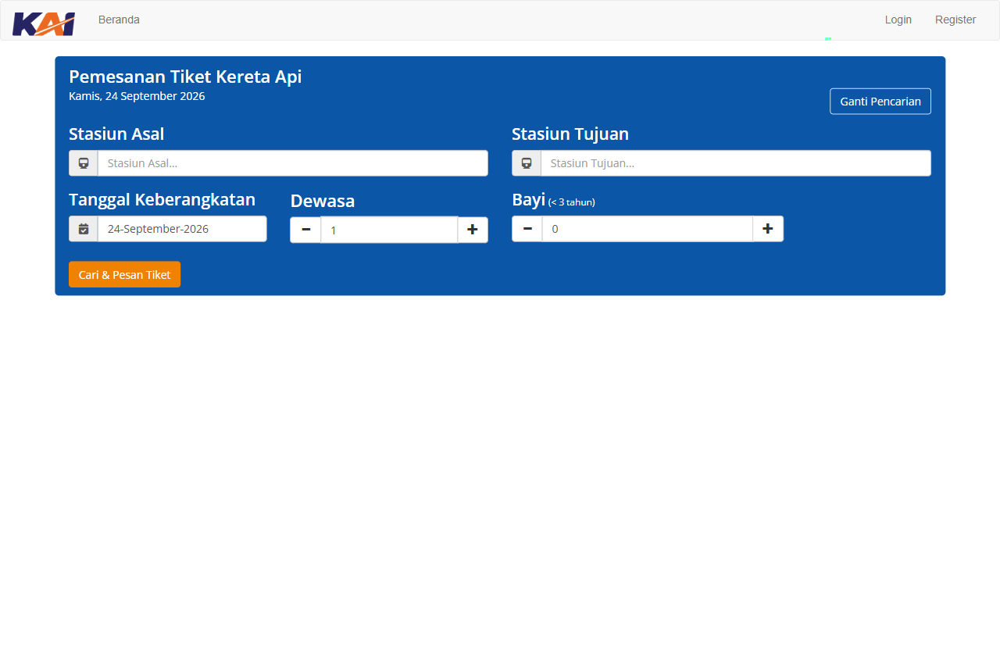 KAI
Beranda
Login
Register
Pemesanan Tiket Kereta Api
Kamis, 24 September 2026
Ganti Pencarian
Stasiun Asal
Stasiun Tujuan
Stasiun Asal...
Stasiun Tujuan...
Tanggal Keberangkatan
Dewasa
Bayi (< 3 tahun)
24-September-2026
1
0
Cari & Pesan Tiket